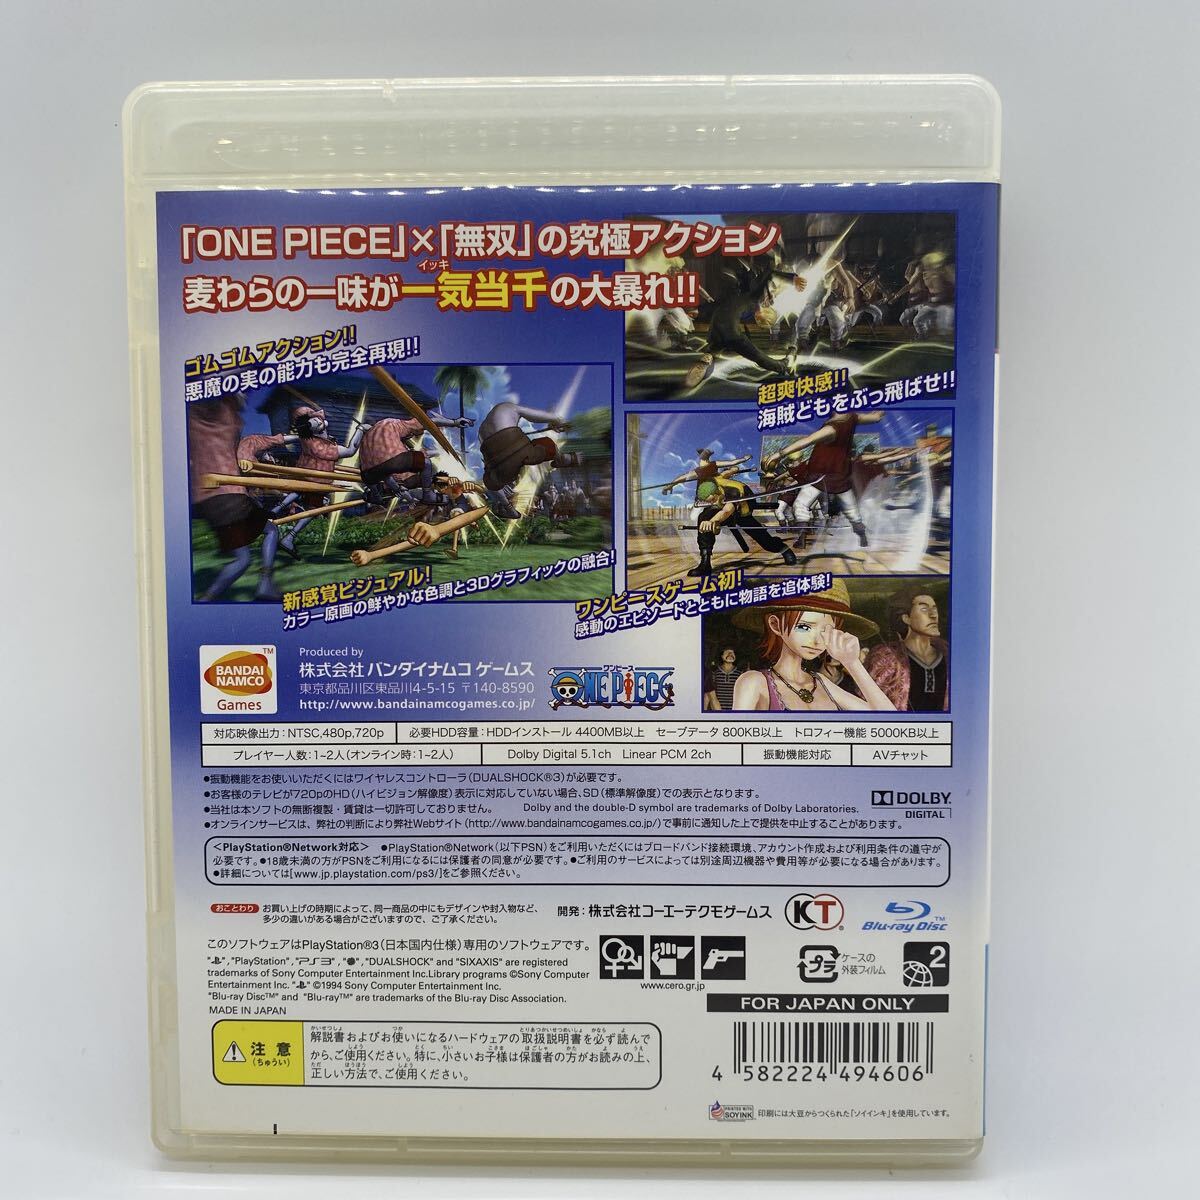 「ONE PIECE」×「無双」の究極アクション
麦わらの一味が一気当千の大暴れ!!
イッキ
ゴムゴムアクション!!
悪魔の実の能力も完全再現!!
超爽快感!!
海賊どもをぶっ飛ばせ!!
新感覚ビジュアル!
カラー原画の鮮やかな色調と3Dグラフィックの融合!
ワンピースゲーム初!
感動のエピソードとともに物語を追体験!
BANDAI NAMCO Games TM
Produced by
株式会社 バンダイナムコ ゲームス
東京都品川区東品川4-5-15 〒140-8590
http://www.bandainamcogames.co.jp/
ワンピース
ONE PIECE
対応映像出力:NTSC,480p,720p
必要HDD容量:HDDインストール 4400MB以上 セーブデータ 800KB以上 トロフィー機能 5000KB以上
プレイヤー人数:1~2人(オンライン時:1~2人)
Dolby Digital 5.1ch Linear PCM 2ch
振動機能対応
AVチャット
●振動機能をお使いいただくにはワイヤレスコントローラ(DUALSHOCK®3)が必要です。
●お客様のテレビが720pのHD(ハイビジョン解像度)表示に対応していない場合、SD(標準解像度)での表示となります。
●当社は本ソフトの無断複製・賃貸は一切許可しておりません。 Dolby and the double-D symbol are trademarks of Dolby Laboratories.
●オンラインサービスは、弊社の判断により弊社Webサイト(http://www.bandainamcogames.co.jp/)で事前に通知した上で提供を中止することがあります。
DOLBY
DIGITAL
<PlayStation®Network対応> ●PlayStation®Network(以下PSN)をご利用いただくにはブロードバンド接続環境、アカウント作成および利用条件の遵守が
必要です。●18歳未満の方がPSNをご利用になるには保護者の同意が必要です。●ご利用のサービスによっては別途周辺機器や費用等が必要になる場合があります。
●詳細については[www.jp.playstation.com/ps3/]をご参照ください。
おことわり
お買い上げの時期によって、同一商品の中にもデザインや封入物など、
多少の違いがある場合がございますので、ご了承ください。
開発:株式会社コーエーテクモゲームス
KT
Blu-ray Disc TM
このソフトウェアはPlayStation®3(日本国内仕様)専用のソフトウェアです。
" ","PlayStation","PS3"," ","DUALSHOCK" and "SIXAXIS" are registered
trademarks of Sony Computer Entertainment Inc.Library programs ©Sony Computer
Entertainment Inc. " " ©1994 Sony Computer Entertainment Inc.
"Blu-ray Disc™" and "Blu-ray™" are trademarks of the Blu-ray Disc Association.
MADE IN JAPAN
www.cero.gr.jp
プラ
ケースの
外装フィルム
2
FOR JAPAN ONLY
注意
(ちゅうい)
解説書およびお使いになるハードウェアの取扱説明書を必ず読んで
から、ご使用ください。特に、小さいお子様は保護者の方がお読みの上、
正しい方法で、ご使用ください。
4 582224 494606
PRINTED WITH
SOY INK
印刷には大豆からつくられた「ソイインキ」を使用しています。